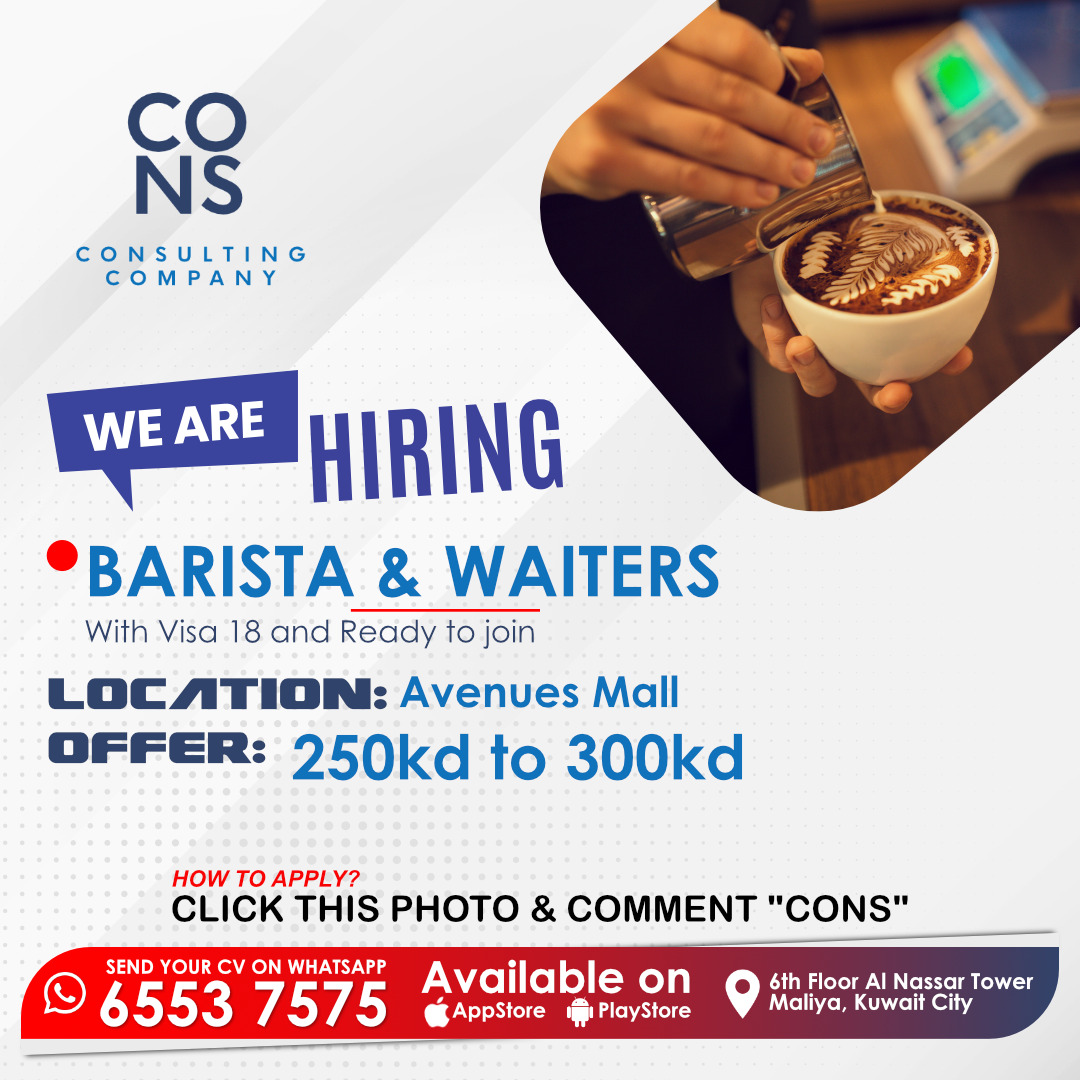 CO
NS
CONSULTING
COMPANY
WE ARE HIRING
BARISTA & WAITERS
With Visa 18 and Ready to join
LOCATION: Avenues Mall
OFFER: 250kd to 300kd
HOW TO APPLY?
CLICK THIS PHOTO & COMMENT "CONS"
SEND YOUR CV ON WHATSAPP
6553 7575
Available on
AppStore PlayStore
6th Floor Al Nassar Tower
Maliya, Kuwait City